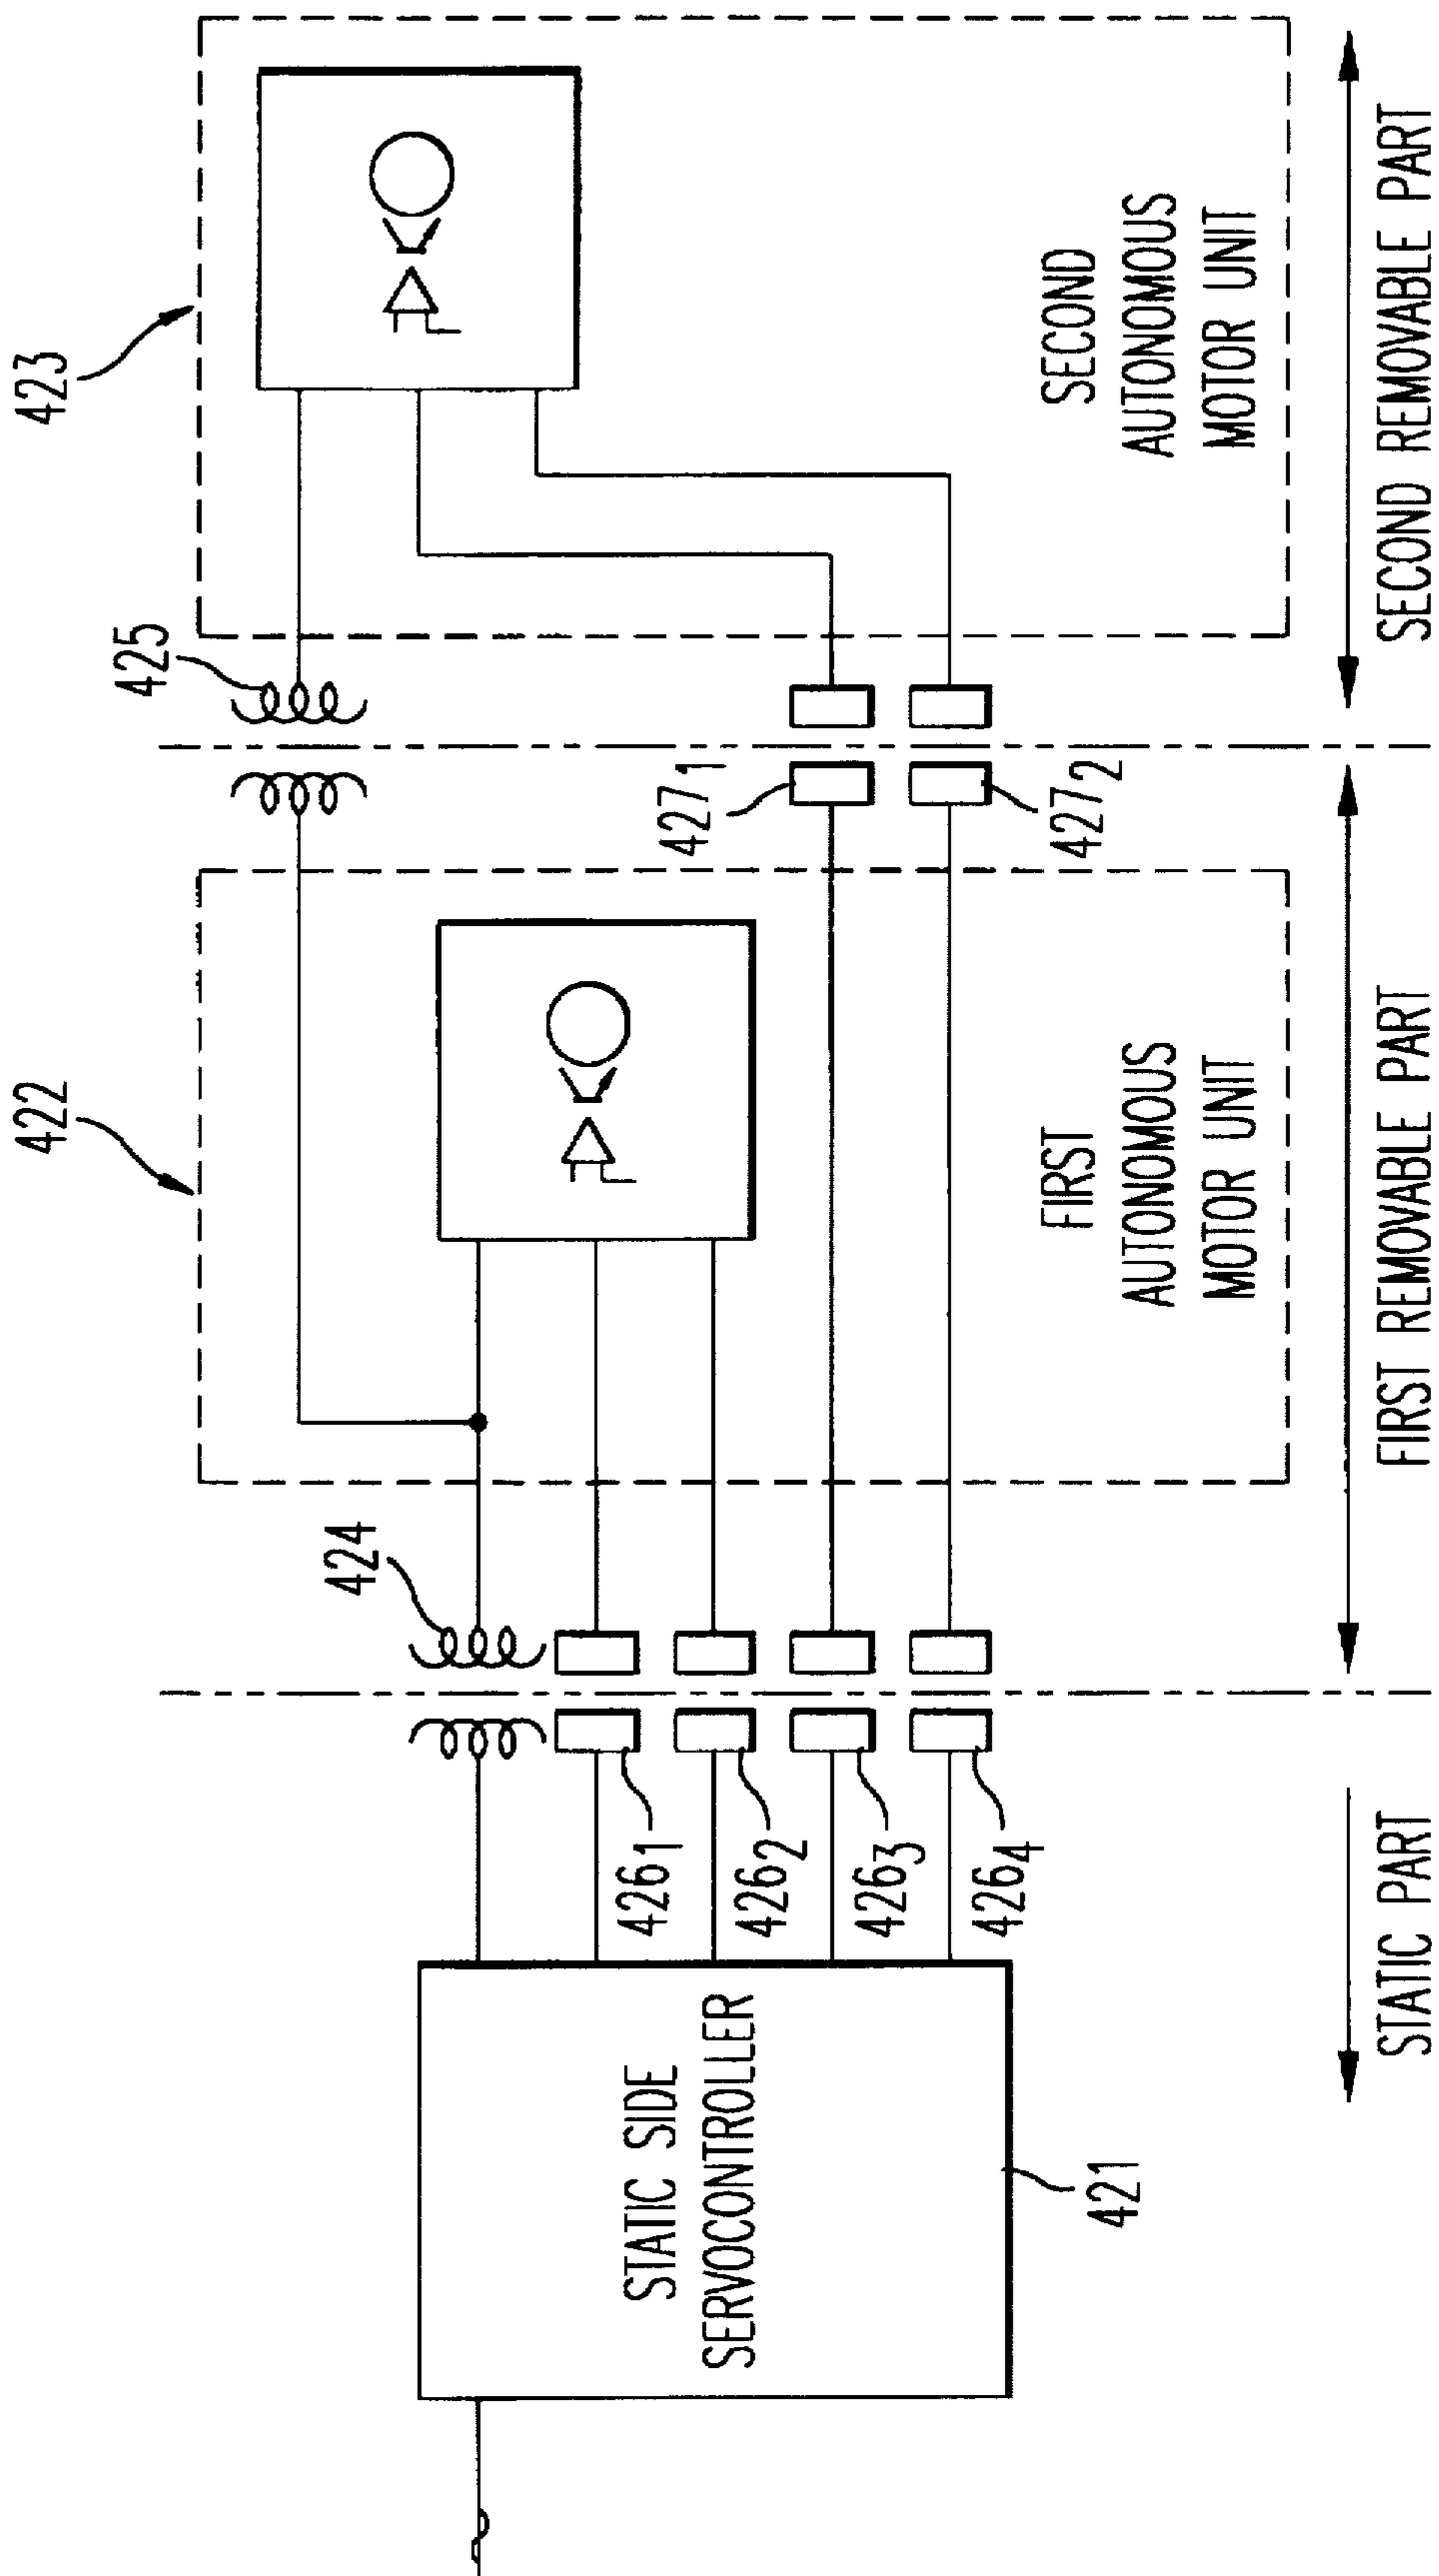 423
425
422
424
SECOND
AUTONOMOUS
MOTOR UNIT
427₁
427₂
FIRST
AUTONOMOUS
MOTOR UNIT
426₁
426₂
426₃
426₄
STATIC SIDE
SERVOCONTROLLER
421
STATIC PART
FIRST REMOVABLE PART
SECOND REMOVABLE PART